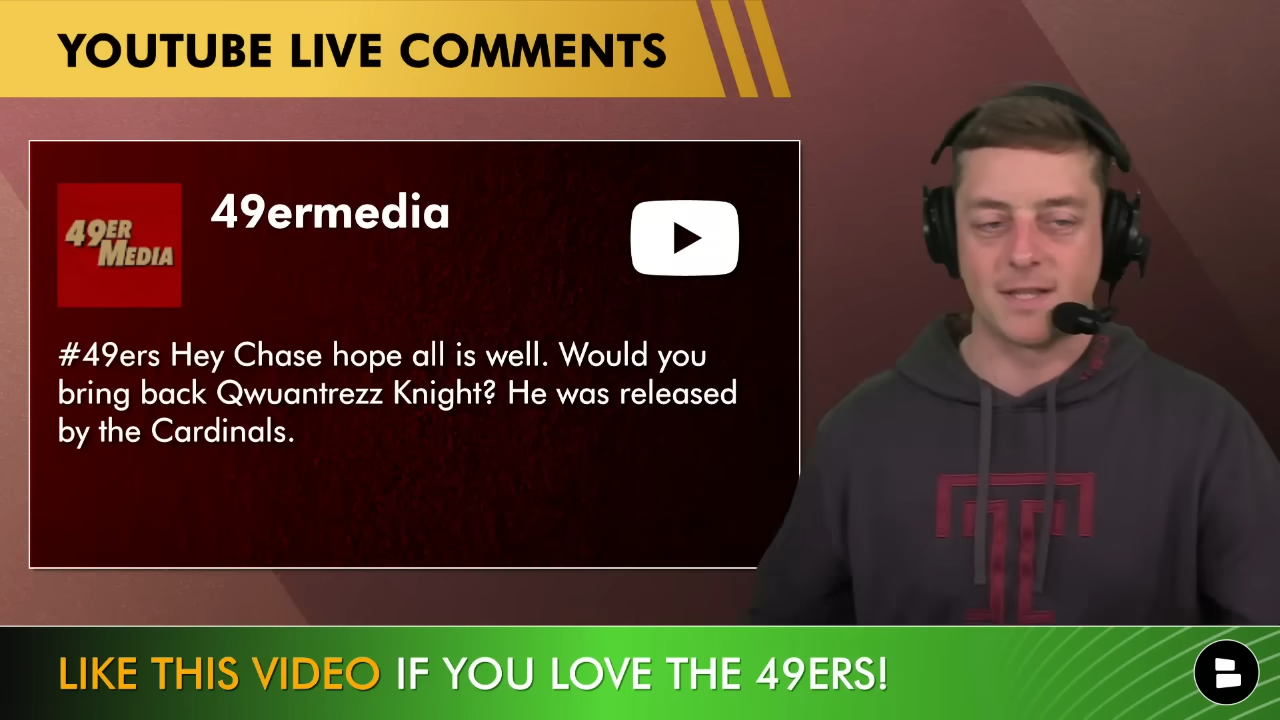 YOUTUBE LIVE COMMENTS
49ER
MEDIA
49ermedia
#49ers Hey Chase hope all is well. Would you
bring back Qwuantrezz Knight? He was released
by the Cardinals.
T
LIKE THIS VIDEO IF YOU LOVE THE 49ERS!